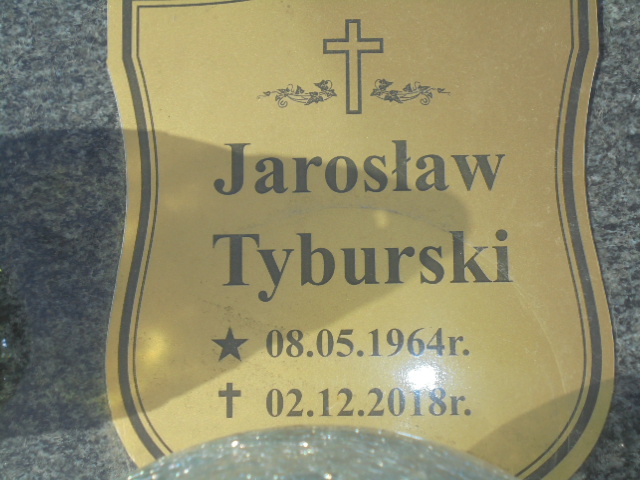 Jarosław
Tyburski
★ 08.05.1964r.
✝ 02.12.2018r.